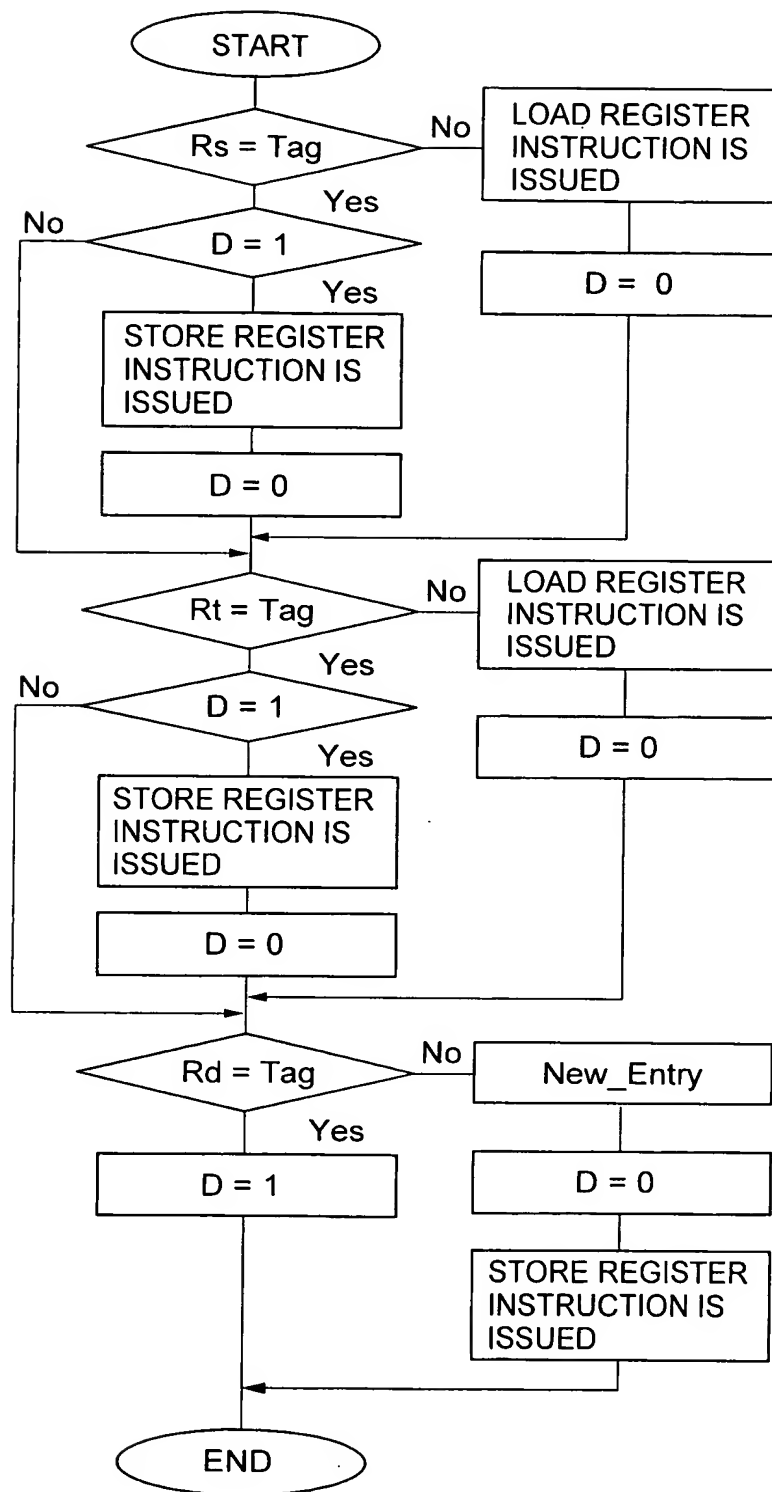 START
Rs = Tag
No
LOAD REGISTER
INSTRUCTION IS
ISSUED
Yes
No
D = 1
D = 0
Yes
STORE REGISTER
INSTRUCTION IS
ISSUED
D = 0
Rt = Tag
No
LOAD REGISTER
INSTRUCTION IS
ISSUED
Yes
No
D = 1
D = 0
Yes
STORE REGISTER
INSTRUCTION IS
ISSUED
D = 0
Rd = Tag
No
New_Entry
Yes
D = 1
D = 0
STORE REGISTER
INSTRUCTION IS
ISSUED
END